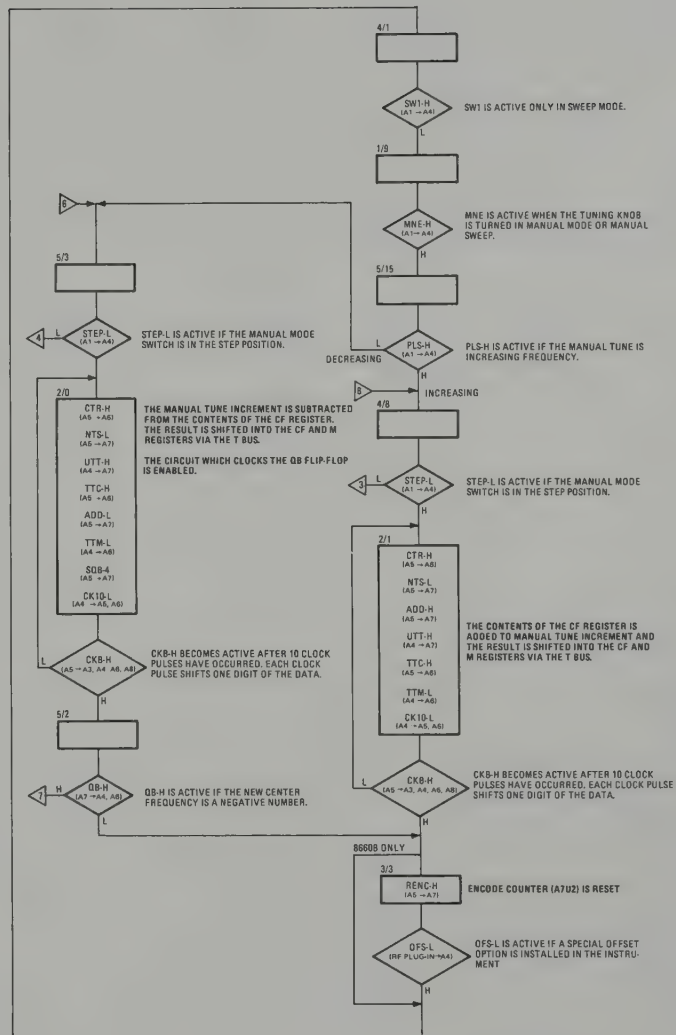 4/1
SW1-H
(A1 → A4)
SW1 IS ACTIVE ONLY IN SWEEP MODE.
L
1/9
MNE-H
(A1 → A4)
MNE IS ACTIVE WHEN THE TUNING KNOB
IS TURNED IN MANUAL MODE OR MANUAL
SWEEP.
H
5/15
PLS-H
(A1 → A4)
PLS-H IS ACTIVE IF THE MANUAL TUNE IS
INCREASING FREQUENCY.
L
DECREASING
H
8
INCREASING
4/8
3
L
STEP-L
(A1 → A4)
STEP-L IS ACTIVE IF THE MANUAL MODE
SWITCH IS IN THE STEP POSITION.
H
2/1
CTR-H
(A5 → A6)
NTS-L
(A5 → A7)
ADD-H
(A5 → A7)
UTT-H
(A4 → A7)
TTC-H
(A5 → A6)
TTM-L
(A4 → A6)
CK10-L
(A4 → A5, A6)
THE CONTENTS OF THE CF REGISTER IS
ADDED TO MANUAL TUNE INCREMENT AND
THE RESULT IS SHIFTED INTO THE CF AND
M REGISTERS VIA THE T BUS.
L
CKB-H
(A5 → A3, A4, A6, A8)
CKB-H BECOMES ACTIVE AFTER 10 CLOCK
PULSES HAVE OCCURRED. EACH CLOCK PULSE
SHIFTS ONE DIGIT OF THE DATA.
H
6
5/3
4
L
STEP-L
(A1 → A4)
STEP-L IS ACTIVE IF THE MANUAL MODE
SWITCH IS IN THE STEP POSITION.
2/0
CTR-H
(A5 → A6)
NTS-L
(A5 → A7)
UTT-H
(A4 → A7)
TTC-H
(A5 → A6)
ADD-L
(A5 → A7)
TTM-L
(A4 → A6)
SQB-4
(A5 → A7)
CK10-L
(A4 → A5, A6)
THE MANUAL TUNE INCREMENT IS SUBTRACTED
FROM THE CONTENTS OF THE CF REGISTER.
THE RESULT IS SHIFTED INTO THE CF AND M
REGISTERS VIA THE T BUS.
THE CIRCUIT WHICH CLOCKS THE QB FLIP-FLOP
IS ENABLED.
L
CKB-H
(A5 → A3, A4 A6, A8)
CKB-H BECOMES ACTIVE AFTER 10 CLOCK
PULSES HAVE OCCURRED. EACH CLOCK
PULSE SHIFTS ONE DIGIT OF THE DATA.
H
5/2
7
H
QB-H
(A7 → A4, A6)
QB-H IS ACTIVE IF THE NEW CENTER
FREQUENCY IS A NEGATIVE NUMBER.
L
8660B ONLY
3/3
RENC-H
(A5 → A7)
ENCODE COUNTER (A7U2) IS RESET
OFS-L
(RF PLUG-IN→A4)
OFS-L IS ACTIVE IF A SPECIAL OFFSET
OPTION IS INSTALLED IN THE INSTRU-
MENT
H